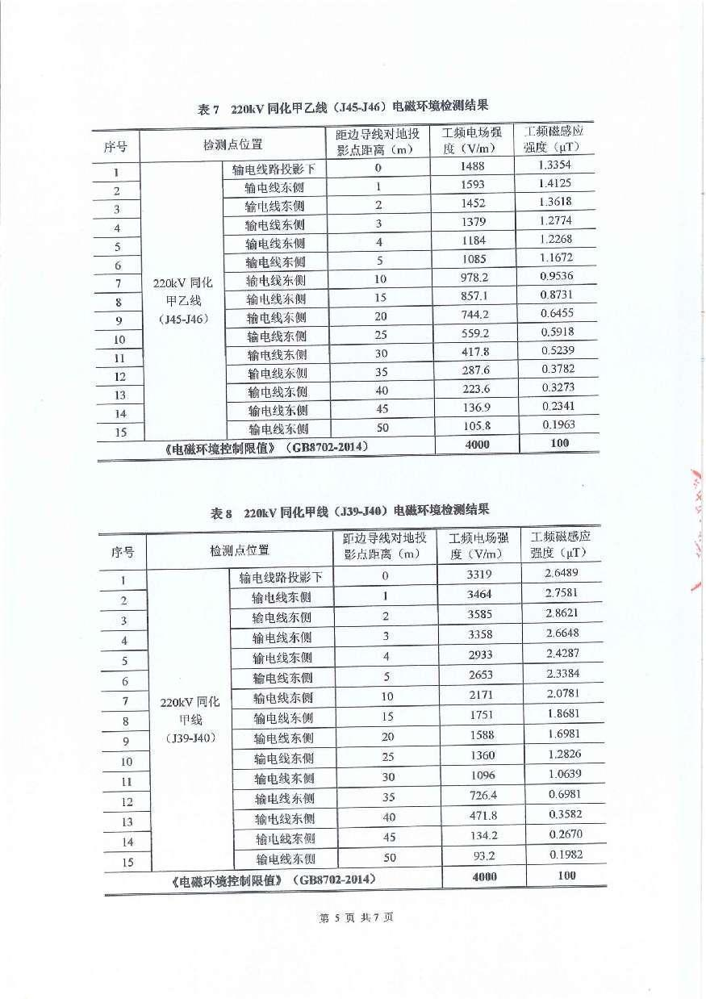 表 7 220kV 同化甲乙线（J45-J46）电磁环境检测结果
序号 检测点位置 距边导线对地投影点距离（m） 工频电场强度（V/m） 工频磁感应强度（μT）
220kV 同化甲乙线（J45-J46）
1 输电线路投影下 0 1488 1.3354
2 输电线东侧 1 1593 1.4125
3 输电线东侧 2 1452 1.3618
4 输电线东侧 3 1379 1.2774
5 输电线东侧 4 1184 1.2268
6 输电线东侧 5 1085 1.1672
7 输电线东侧 10 978.2 0.9536
8 输电线东侧 15 857.1 0.8731
9 输电线东侧 20 744.2 0.6455
10 输电线东侧 25 559.2 0.5918
11 输电线东侧 30 417.8 0.5239
12 输电线东侧 35 287.6 0.3782
13 输电线东侧 40 223.6 0.3273
14 输电线东侧 45 136.9 0.2341
15 输电线东侧 50 105.8 0.1963
《电磁环境控制限值》（GB8702-2014） 4000 100
表 8 220kV 同化甲线（J39-J40）电磁环境检测结果
序号 检测点位置 距边导线对地投影点距离（m） 工频电场强度（V/m） 工频磁感应强度（μT）
220kV 同化甲线（J39-J40）
1 输电线路投影下 0 3319 2.6489
2 输电线东侧 1 3464 2.7581
3 输电线东侧 2 3585 2.8621
4 输电线东侧 3 3358 2.6648
5 输电线东侧 4 2933 2.4287
6 输电线东侧 5 2653 2.3384
7 输电线东侧 10 2171 2.0781
8 输电线东侧 15 1751 1.8681
9 输电线东侧 20 1588 1.6981
10 输电线东侧 25 1360 1.2826
11 输电线东侧 30 1096 1.0639
12 输电线东侧 35 726.4 0.6981
13 输电线东侧 40 471.8 0.3582
14 输电线东侧 45 134.2 0.2670
15 输电线东侧 50 93.2 0.1982
《电磁环境控制限值》（GB8702-2014） 4000 100
第 5 页 共 7 页